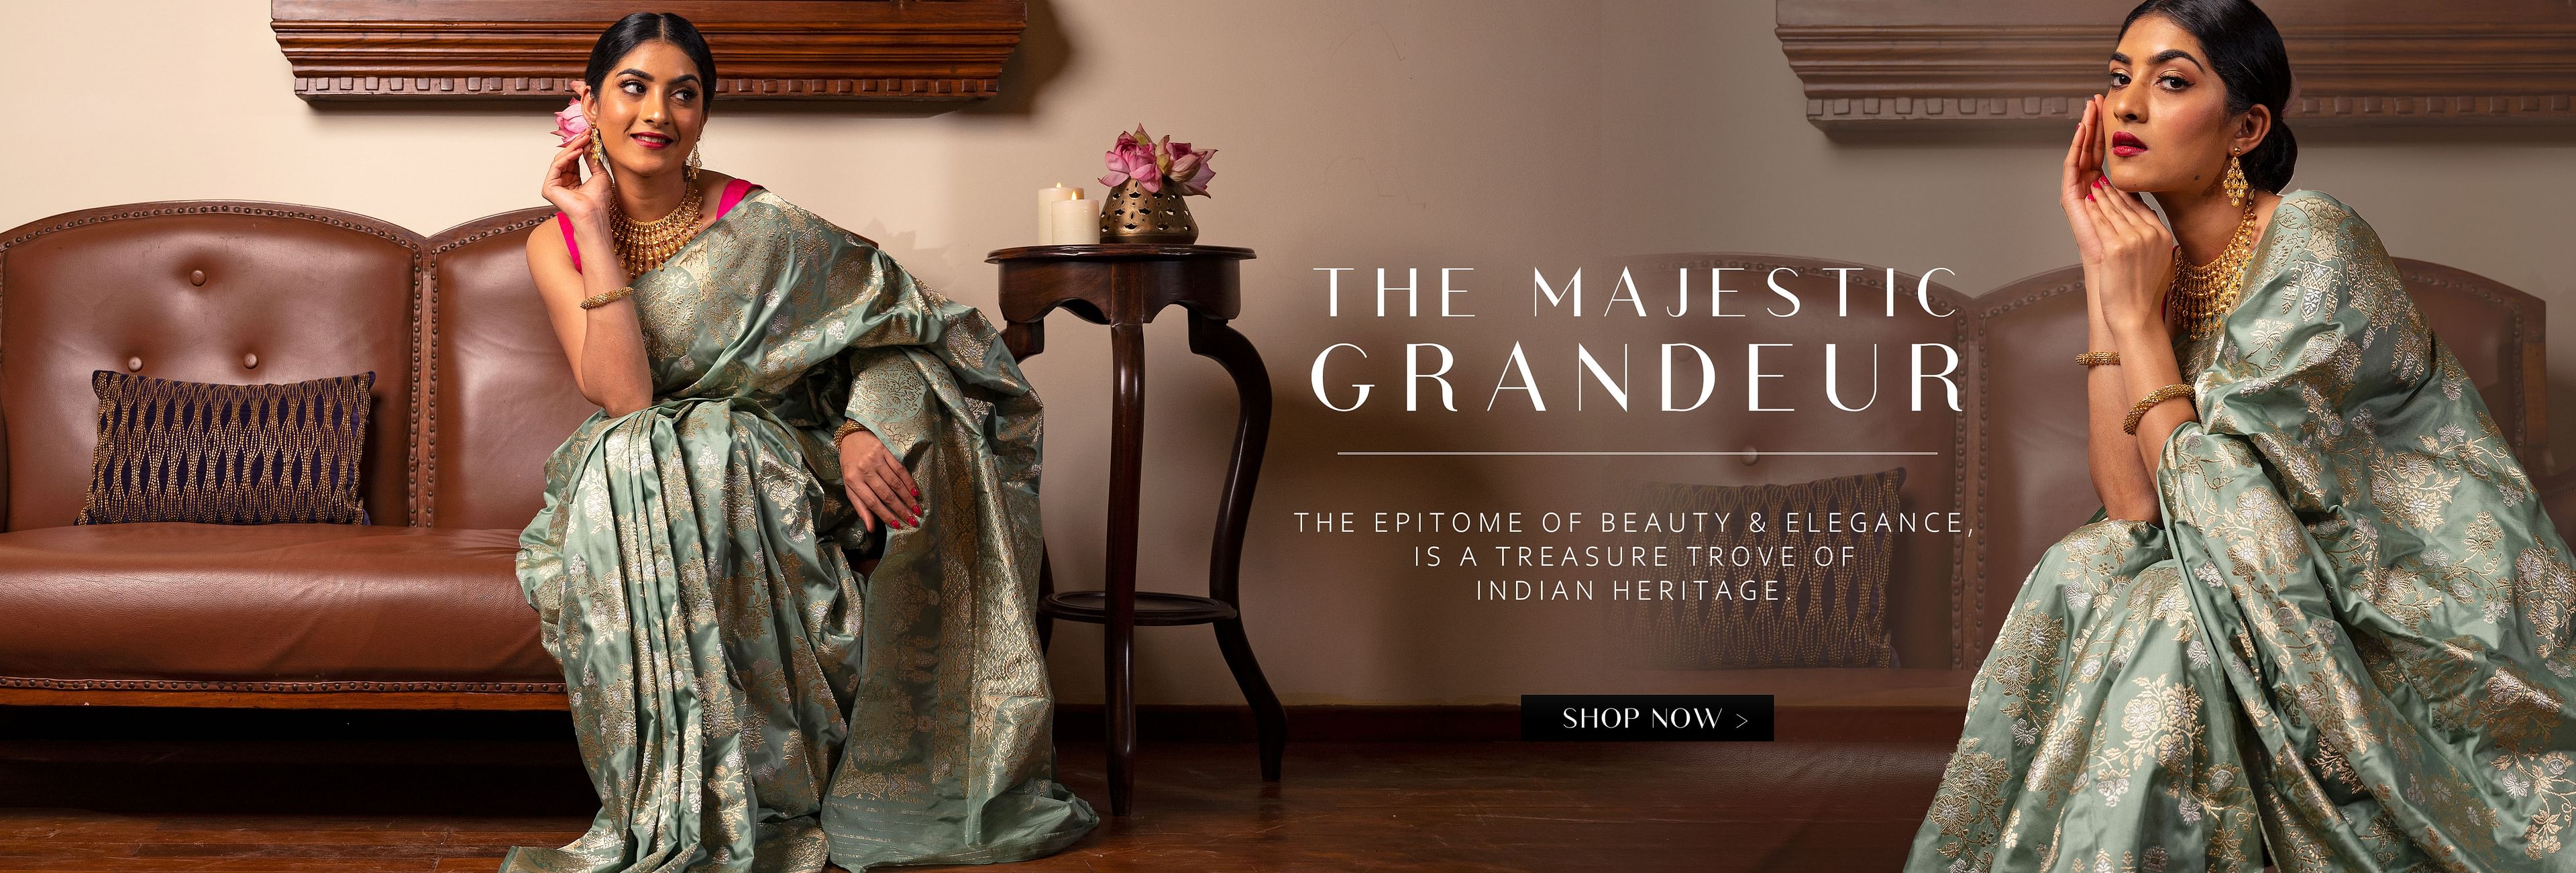 THE MAJESTIC
GRANDEUR
THE EPITOME OF BEAUTY & ELEGANCE,
IS A TREASURE TROVE OF
INDIAN HERITAGE.
SHOP NOW >